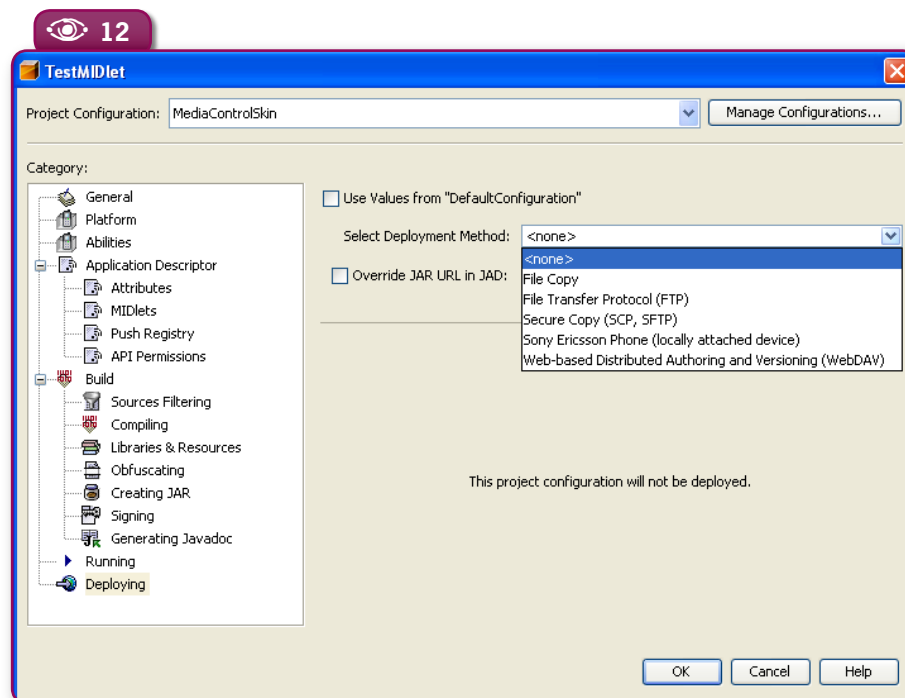 12
TestMIDlet
Project Configuration: MediaControlSkin Manage Configurations...
Category:
General
Platform
Abilities
Application Descriptor
Attributes
MIDlets
Push Registry
API Permissions
Build
Sources Filtering
Compiling
Libraries & Resources
Obfuscating
Creating JAR
Signing
Generating Javadoc
Running
Deploying
Use Values from "DefaultConfiguration"
Select Deployment Method: <none>
<none>
Override JAR URL in JAD:
File Copy
File Transfer Protocol (FTP)
Secure Copy (SCP, SFTP)
Sony Ericsson Phone (locally attached device)
Web-based Distributed Authoring and Versioning (WebDAV)
This project configuration will not be deployed.
OK Cancel Help